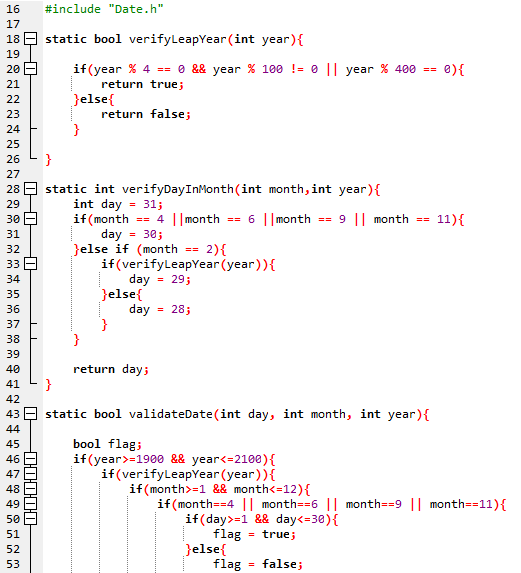 16 #include "Date.h"
17
18 static bool verifyLeapYear(int year){
19
20     if(year % 4 == 0 && year % 100 != 0 || year % 400 == 0){
21         return true;
22     }else{
23         return false;
24     }
25
26 }
27
28 static int verifyDayInMonth(int month,int year){
29     int day = 31;
30     if(month == 4 ||month == 6 ||month == 9 || month == 11){
31         day = 30;
32     }else if (month == 2){
33         if(verifyLeapYear(year)){
34             day = 29;
35         }else{
36             day = 28;
37         }
38     }
39
40     return day;
41 }
42
43 static bool validateDate(int day, int month, int year){
44
45     bool flag;
46     if(year>=1900 && year<=2100){
47         if(verifyLeapYear(year)){
48             if(month>=1 && month<=12){
49                 if(month==4 || month==6 || month==9 || month==11){
50                     if(day>=1 && day<=30){
51                         flag = true;
52                     }else{
53                         flag = false;